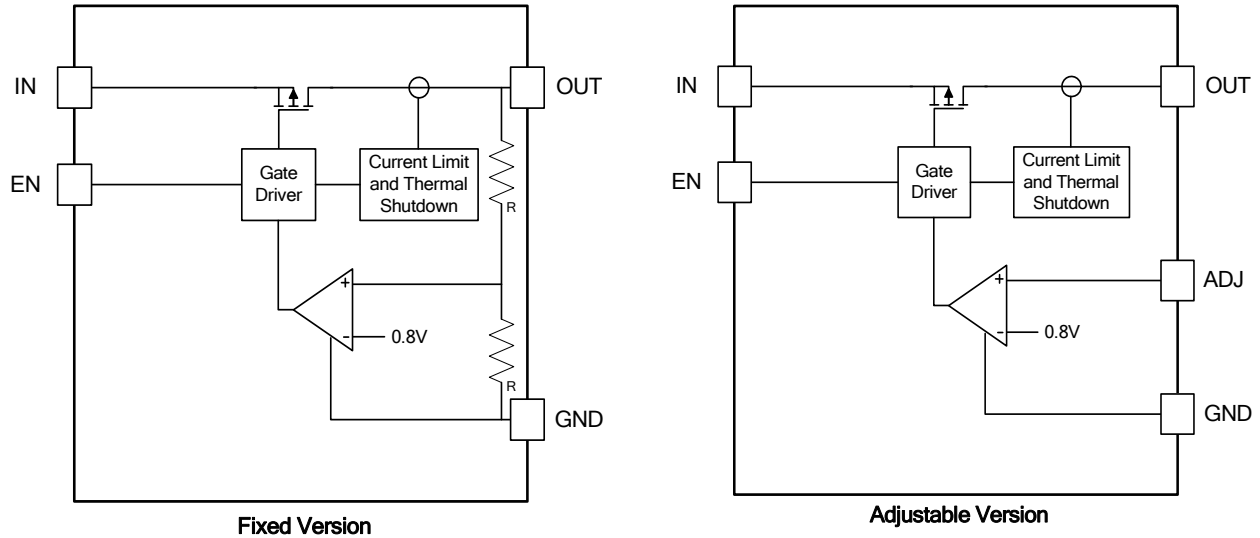 IN
OUT
EN
Gate
Driver
Current Limit
and Thermal
Shutdown
R
+
-
0.8V
R
GND
Fixed Version
IN
OUT
EN
Gate
Driver
Current Limit
and Thermal
Shutdown
ADJ
+
-
0.8V
GND
Adjustable Version